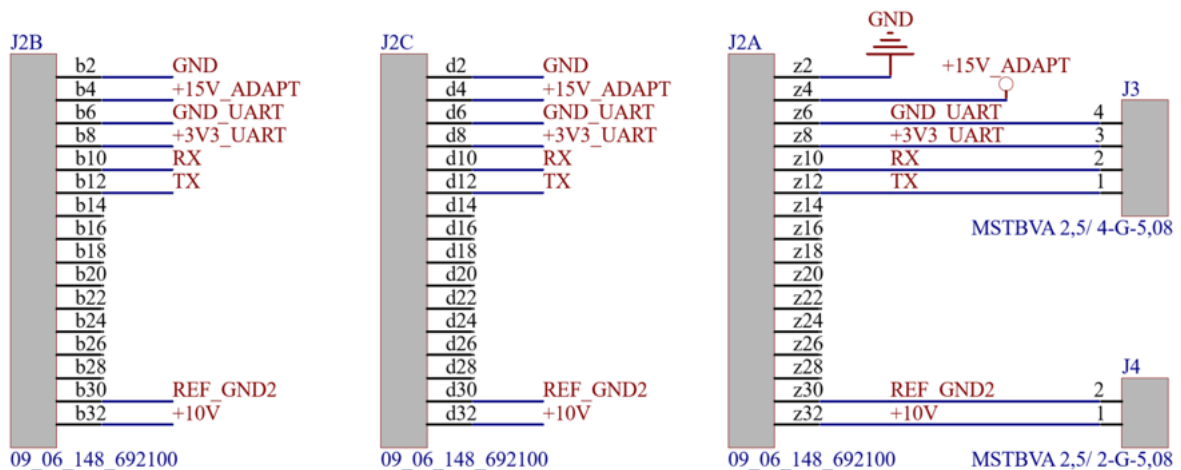 J2B
b2 GND
b4 +15V_ADAPT
b6 GND_UART
b8 +3V3_UART
b10 RX
b12 TX
b14
b16
b18
b20
b22
b24
b26
b28
b30 REF_GND2
b32 +10V
09_06_148_692100
J2C
d2 GND
d4 +15V_ADAPT
d6 GND_UART
d8 +3V3_UART
d10 RX
d12 TX
d14
d16
d18
d20
d22
d24
d26
d28
d30 REF_GND2
d32 +10V
09_06_148_692100
GND
J2A
+15V_ADAPT
z2
z4
J3
z6 GND_UART 4
z8 +3V3_UART 3
z10 RX 2
z12 TX 1
z14
z16
MSTBVA 2,5/ 4-G-5,08
z18
z20
z22
z24
z26
z28
J4
z30 REF_GND2 2
z32 +10V 1
09_06_148_692100
MSTBVA 2,5/ 2-G-5,08